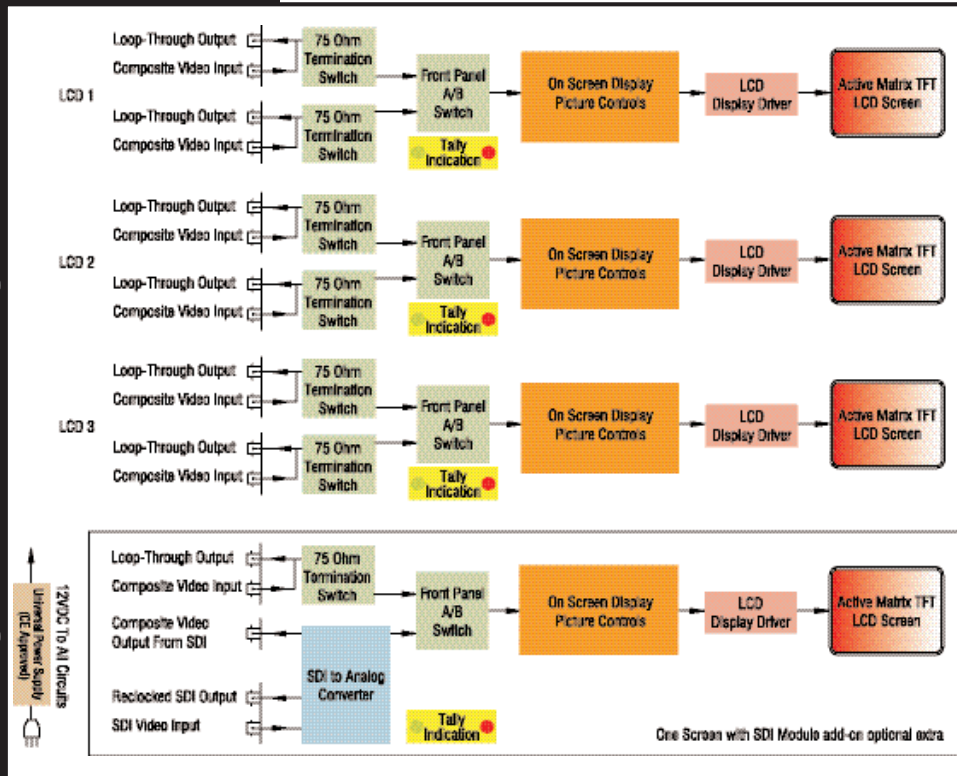 Loop-Through Output
Composite Video Input
75 Ohm
Termination
Switch
LCD 1
Loop-Through Output
Composite Video Input
75 Ohm
Termination
Switch
Front Panel
A/B
Switch
Tally
Indication
On Screen Display
Picture Controls
LCD
Display Driver
Active Matrix TFT
LCD Screen
Loop-Through Output
Composite Video Input
75 Ohm
Termination
Switch
LCD 2
Loop-Through Output
Composite Video Input
75 Ohm
Termination
Switch
Front Panel
A/B
Switch
Tally
Indication
On Screen Display
Picture Controls
LCD
Display Driver
Active Matrix TFT
LCD Screen
Loop-Through Output
Composite Video Input
75 Ohm
Termination
Switch
LCD 3
Loop-Through Output
Composite Video Input
75 Ohm
Termination
Switch
Front Panel
A/B
Switch
Tally
Indication
On Screen Display
Picture Controls
LCD
Display Driver
Active Matrix TFT
LCD Screen
12VDC To All Circuits
Universal Power Supply
(CE Approved)
Loop-Through Output
Composite Video Input
75 Ohm
Termination
Switch
Composite Video
Output From SDI
SDI to Analog
Converter
Reclocked SDI Output
SDI Video Input
Front Panel
A/B
Switch
Tally
Indication
On Screen Display
Picture Controls
LCD
Display Driver
Active Matrix TFT
LCD Screen
One Screen with SDI Module add-on optional extra